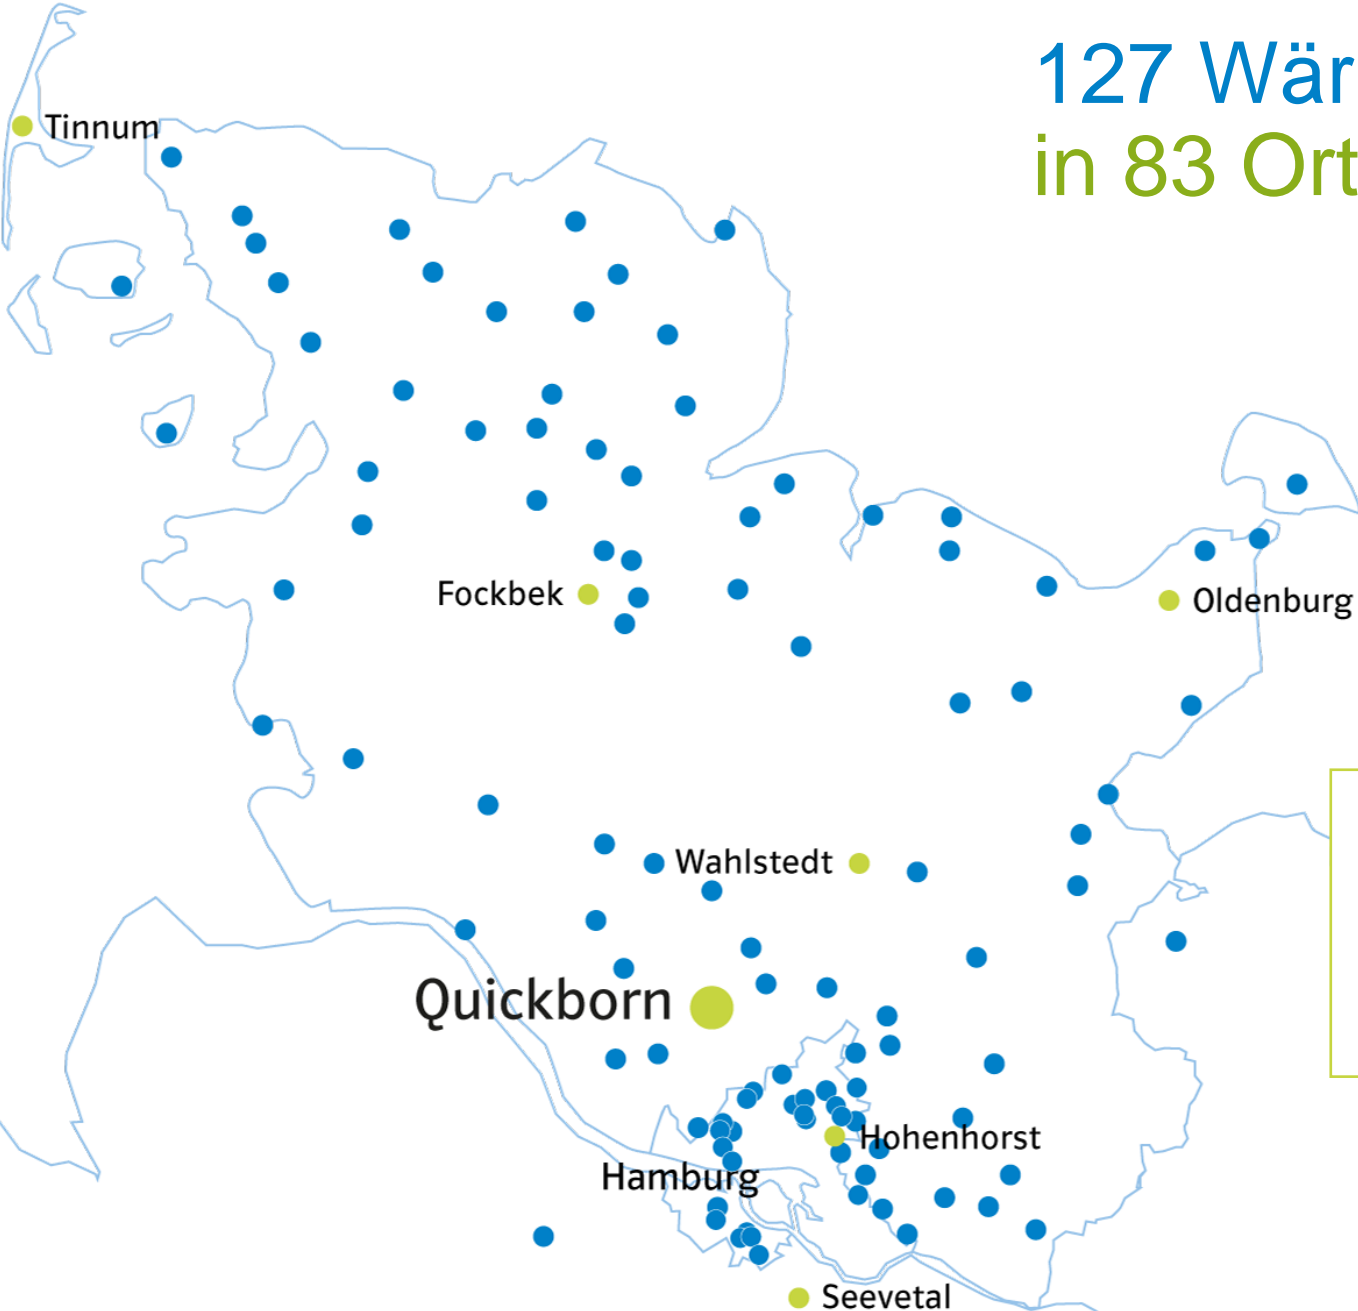 127 Wär
in 83 Ort
Tinnum
Fockbek
Oldenburg
Wahlstedt
Quickborn
Hohenhorst
Hamburg
Seevetal